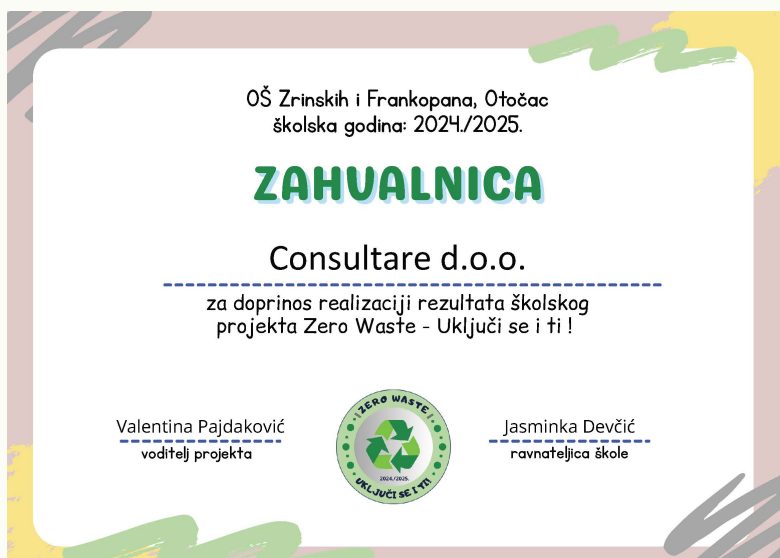 OŠ Zrinskih i Frankopana, Otočac
školska godina: 2024./2025.
ZAHVALNICA
Consultare d.o.o.
za doprinos realizaciji rezultata školskog
projekta Zero Waste - Uključi se i ti !
Valentina Pajdaković
voditelj projekta
ZERO WASTE
2024./2025.
UKLJUČI SE I TI!
Jasminka Devčić
ravnateljica škole